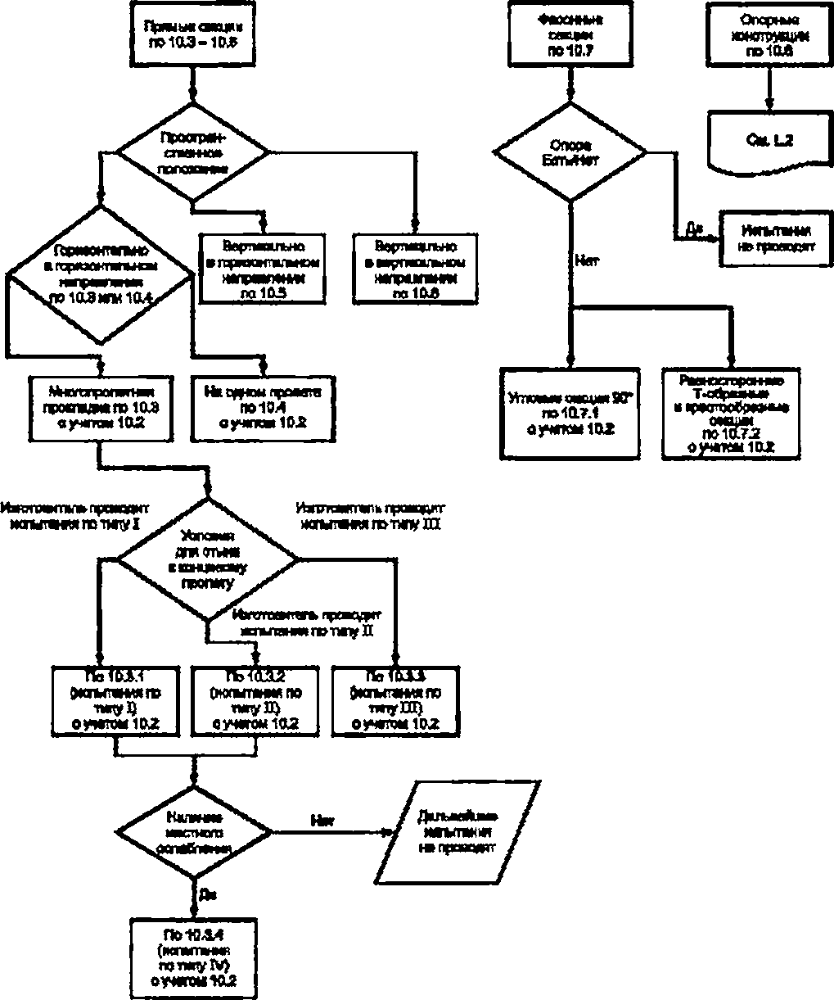 Прямые секции
по 10.3 – 10.6
Фасонные
секции
по 10.7
Опорные
конструкции
по 10.8
Простран-
ственное
положение
Опора
Есть/Нет
См. L.2
Горизонтально
в горизонтальном
направлении
по 10.3 или 10.4
Вертикально
в горизонтальном
направлении
по 10.5
Вертикально
в вертикальном
направлении
по 10.6
Да
Испытания
не проводят
Нет
Многопролетная
прокладка по 10.3
с учетом 10.2
На одном пролете
по 10.4
с учетом 10.2
Угловые секции 90°
по 10.7.1
с учетом 10.2
Равносторонние
Т-образные
и крестообразные
секции
по 10.7.2
с учетом 10.2
Изготовитель проводит
испытания по типу I
Изготовитель проводит
испытания по типу III
Условия
для стыка
в концевом
пролету
Изготовитель проводит
испытания по типу II
По 10.3.1
(испытания по
типу I)
с учетом 10.2
По 10.3.2
(испытания по
типу II)
с учетом 10.2
По 10.3.3
(испытания по
типу III)
с учетом 10.2
Наличие
местного
ослабления
Нет
Дальнейшие
испытания
не проводят
Да
По 10.3.4
(испытания
по типу IV)
с учетом 10.2